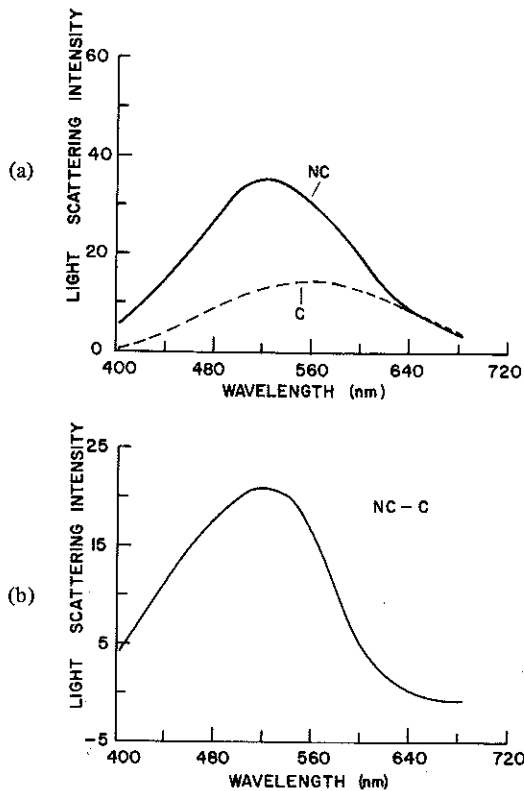 (a)
LIGHT SCATTERING INTENSITY
60
40
20
0
NC
C
400 480 560 640 720
WAVELENGTH (nm)
(b)
LIGHT SCATTERING INTENSITY
25
15
5
-5
NC - C
400 480 560 640 720
WAVELENGTH (nm)